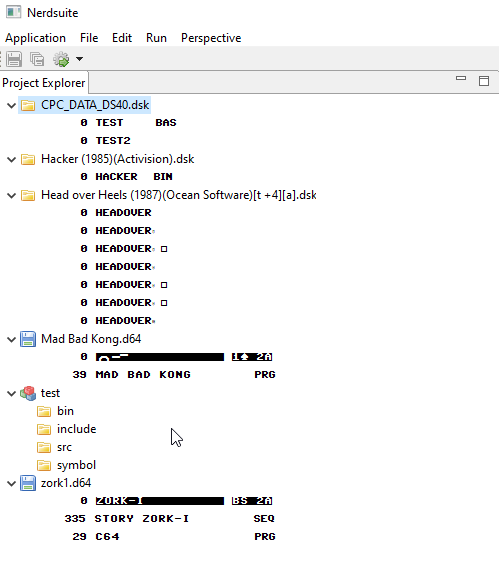 Nerdsuite
Application File Edit Run Perspective
Project Explorer
CPC_DATA_DS40.dsk
0 TEST BAS
0 TEST2
Hacker (1985)(Activision).dsk
0 HACKER BIN
Head over Heels (1987)(Ocean Software)[t +4][a].dsk
0 HEADOVER
0 HEADOVER
0 HEADOVER
0 HEADOVER
0 HEADOVER
0 HEADOVER
0 HEADOVER
Mad Bad Kong.d64
0 2A
39 MAD BAD KONG PRG
test
bin
include
src
symbol
zork1.d64
0 ZORK-I BS 2A
335 STORY ZORK-I SEQ
29 C64 PRG